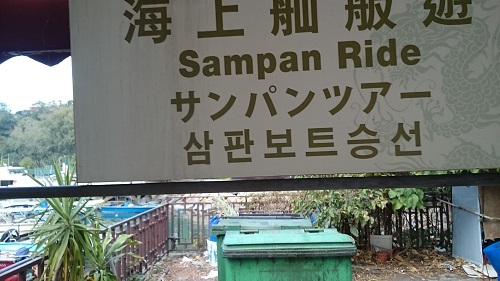 海上舢舨遊
Sampan Ride
サンパンツアー
삼판보트승선